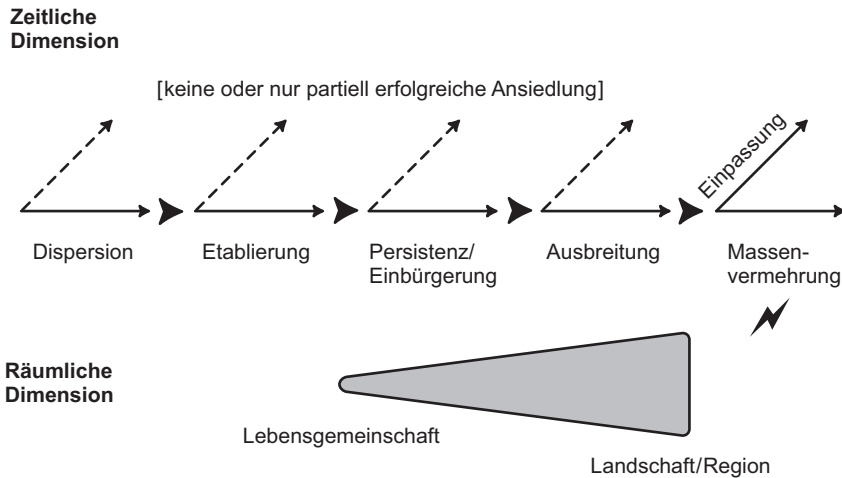 Zeitliche
Dimension
[keine oder nur partiell erfolgreiche Ansiedlung]
Einpassung
Dispersion
Etablierung
Persistenz/
Einbürgerung
Ausbreitung
Massen-
vermehrung
Räumliche
Dimension
Lebensgemeinschaft
Landschaft/Region